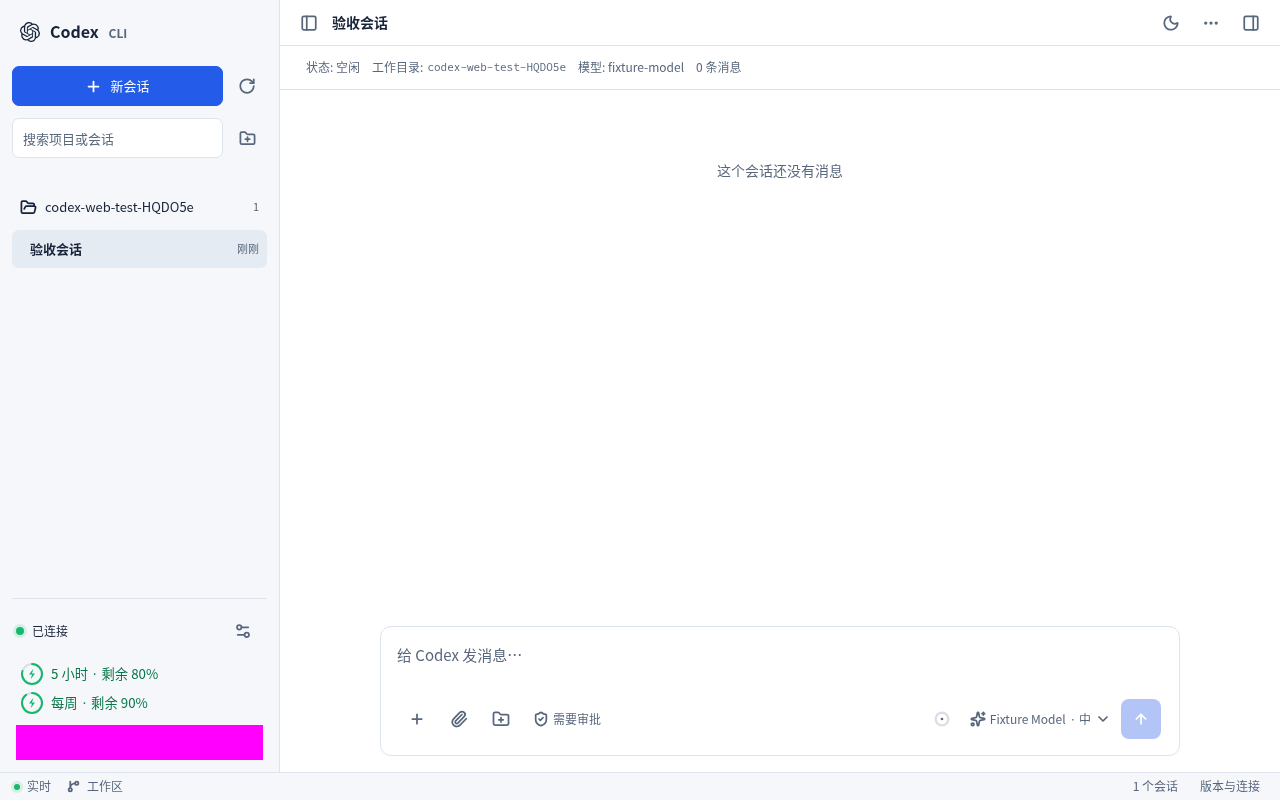 Codex CLI
新会话
搜索项目或会话
codex-web-test-HQDO5e 1
验收会话 刚刚
已连接
5 小时 · 剩余 80%
每周 · 剩余 90%
验收会话
状态: 空闲 工作目录: codex-web-test-HQDO5e 模型: fixture-model 0 条消息
这个会话还没有消息
给 Codex 发消息…
需要审批 Fixture Model · 中
实时 工作区 1 个会话 版本与连接